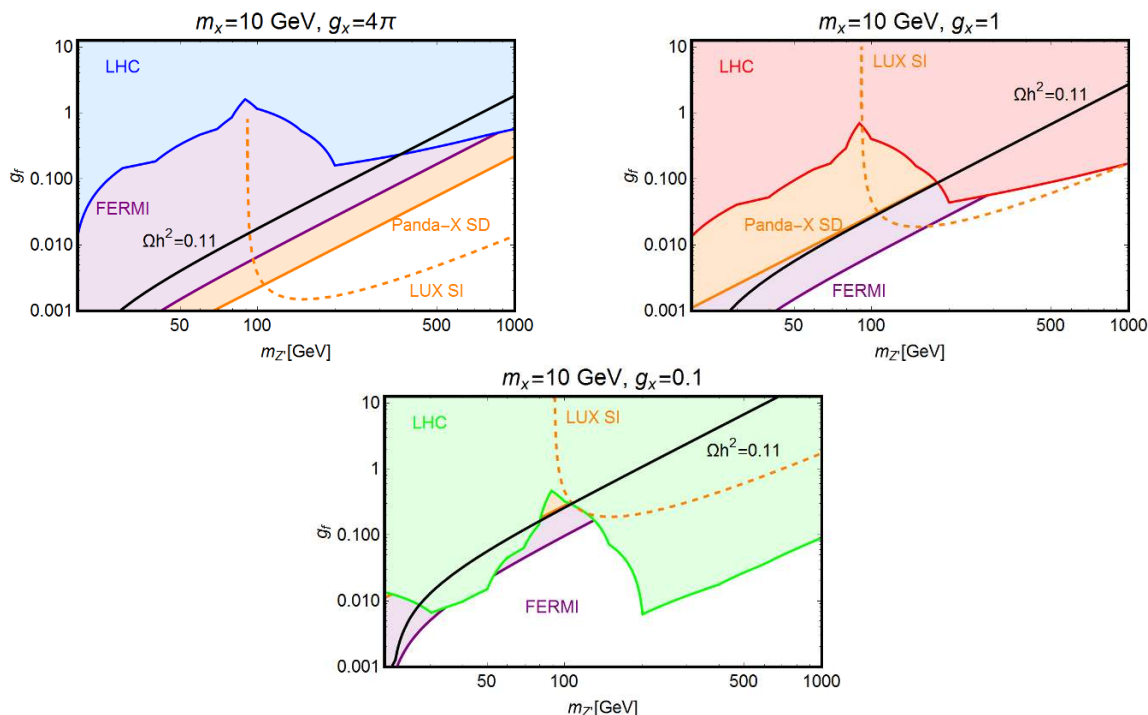 m_x=10 GeV, g_x=4π
10
1
0.100
0.010
0.001
g_f
LHC
FERMI
Ωh²=0.11
Panda-X SD
LUX SI
50
100
500
1000
m_Z'[GeV]
m_x=10 GeV, g_x=1
10
1
0.100
0.010
0.001
g_f
LHC
LUX SI
Ωh²=0.11
Panda-X SD
FERMI
50
100
500
1000
m_Z'[GeV]
m_x=10 GeV, g_x=0.1
10
1
0.100
0.010
0.001
g_f
LHC
LUX SI
Ωh²=0.11
FERMI
50
100
500
1000
m_Z'[GeV]